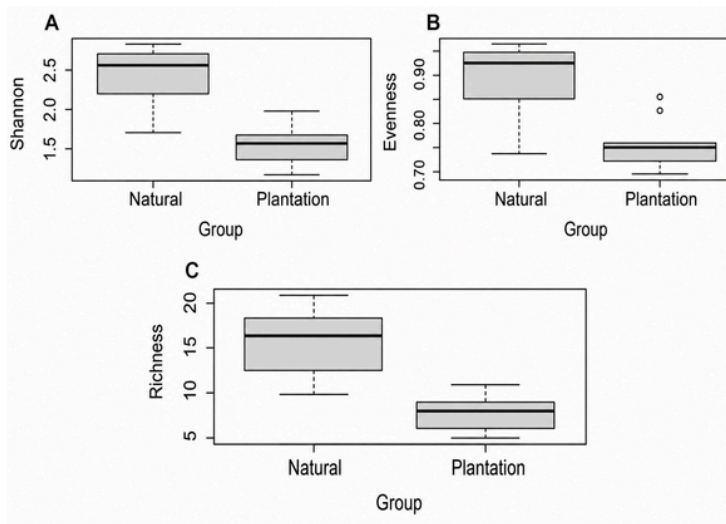 A
Shannon
2.5
2.0
1.5
Natural Plantation
Group
B
Evenness
0.90
0.80
0.70
Natural Plantation
Group
C
Richness
20
15
10
5
Natural Plantation
Group